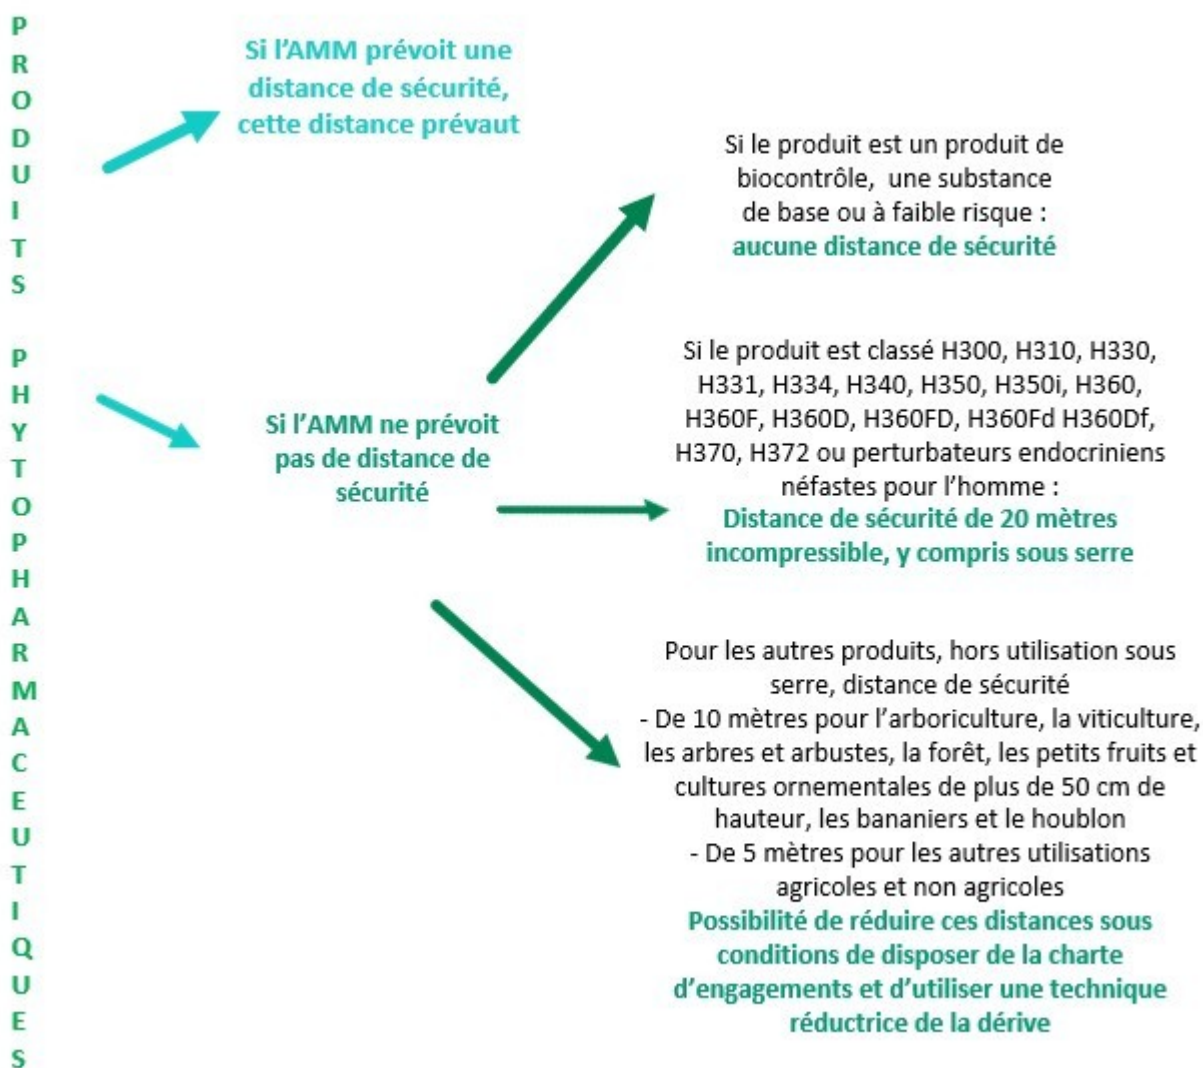 PRODUITS PHYTOPHARMACEUTIQUES
Si l'AMM prévoit une
distance de sécurité,
cette distance prévaut
Si l'AMM ne prévoit
pas de distance de
sécurité
Si le produit est un produit de
biocontrôle, une substance
de base ou à faible risque :
aucune distance de sécurité
Si le produit est classé H300, H310, H330,
H331, H334, H340, H350, H350i, H360,
H360F, H360D, H360FD, H360Fd H360Df,
H370, H372 ou perturbateurs endocriniens
néfastes pour l'homme :
Distance de sécurité de 20 mètres
incompressible, y compris sous serre
Pour les autres produits, hors utilisation sous
serre, distance de sécurité
- De 10 mètres pour l'arboriculture, la viticulture,
les arbres et arbustes, la forêt, les petits fruits et
cultures ornementales de plus de 50 cm de
hauteur, les bananiers et le houblon
- De 5 mètres pour les autres utilisations
agricoles et non agricoles
Possibilité de réduire ces distances sous
conditions de disposer de la charte
d'engagements et d'utiliser une technique
réductrice de la dérive